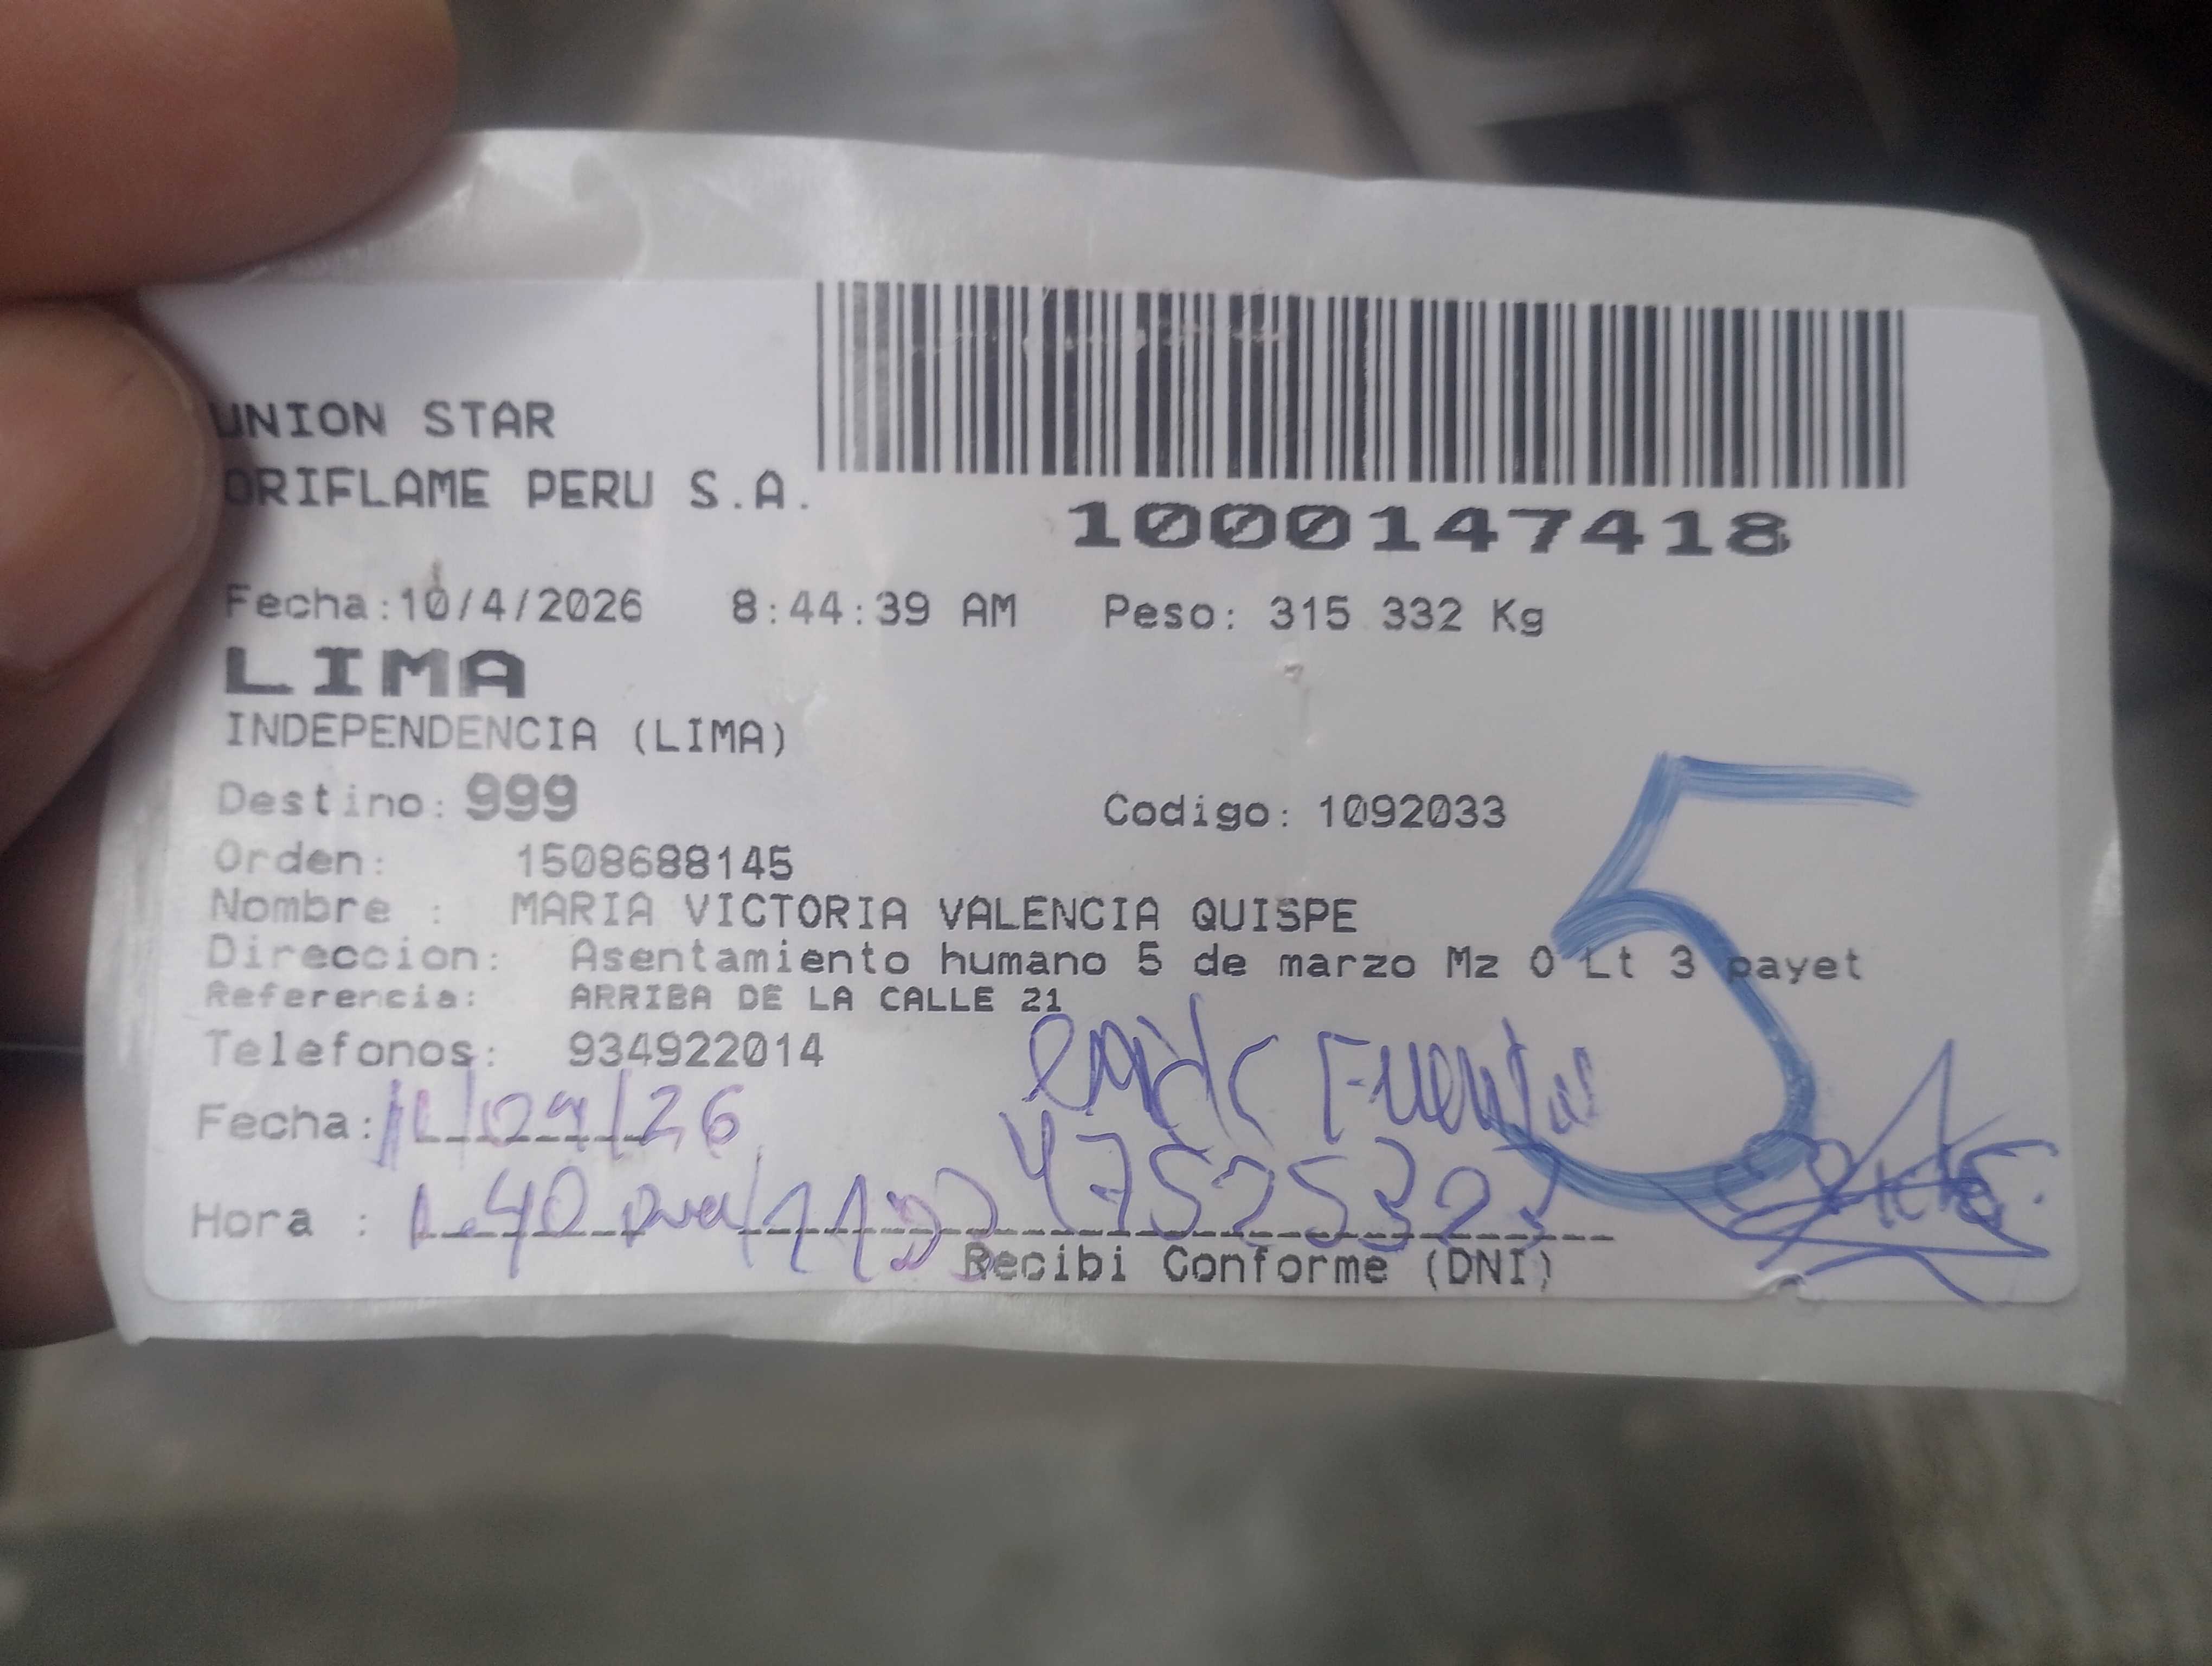 UNION STAR
ORIFLAME PERU S.A.
1000147418
Fecha:10/4/2026 8:44:39 AM Peso: 315 332 Kg
LIMA
INDEPENDENCIA (LIMA)
Destino: 999 Codigo: 1092033
Orden: 1508688145
Nombre : MARIA VICTORIA VALENCIA QUISPE
Direccion: Asentamiento humano 5 de marzo Mz O Lt 3 payet
Referencia: ARRIBA DE LA CALLE 21
Telefonos: 934922014
5
Fuentes
Fecha: 11/04/26
47525323
Hora : 1.40
Recibi Conforme (DNI)